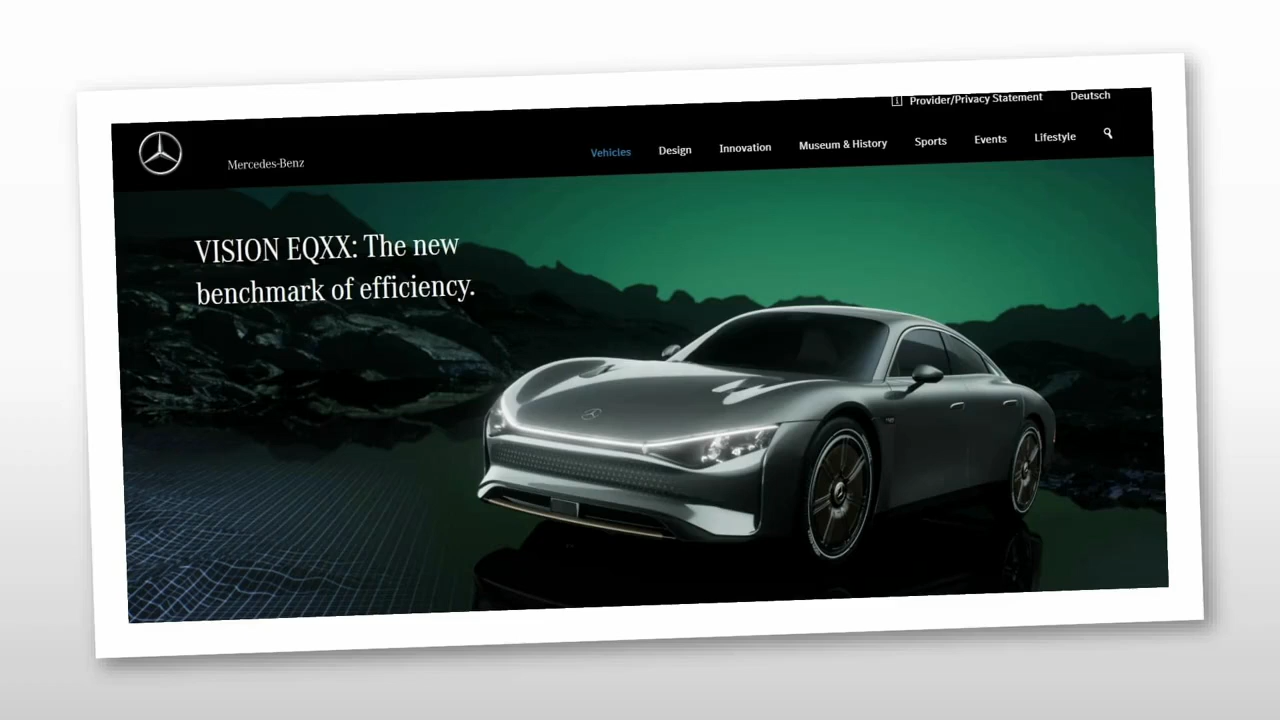 Provider/Privacy Statement Deutsch
Mercedes-Benz Vehicles Design Innovation Museum & History Sports Events Lifestyle
VISION EQXX: The new
benchmark of efficiency.